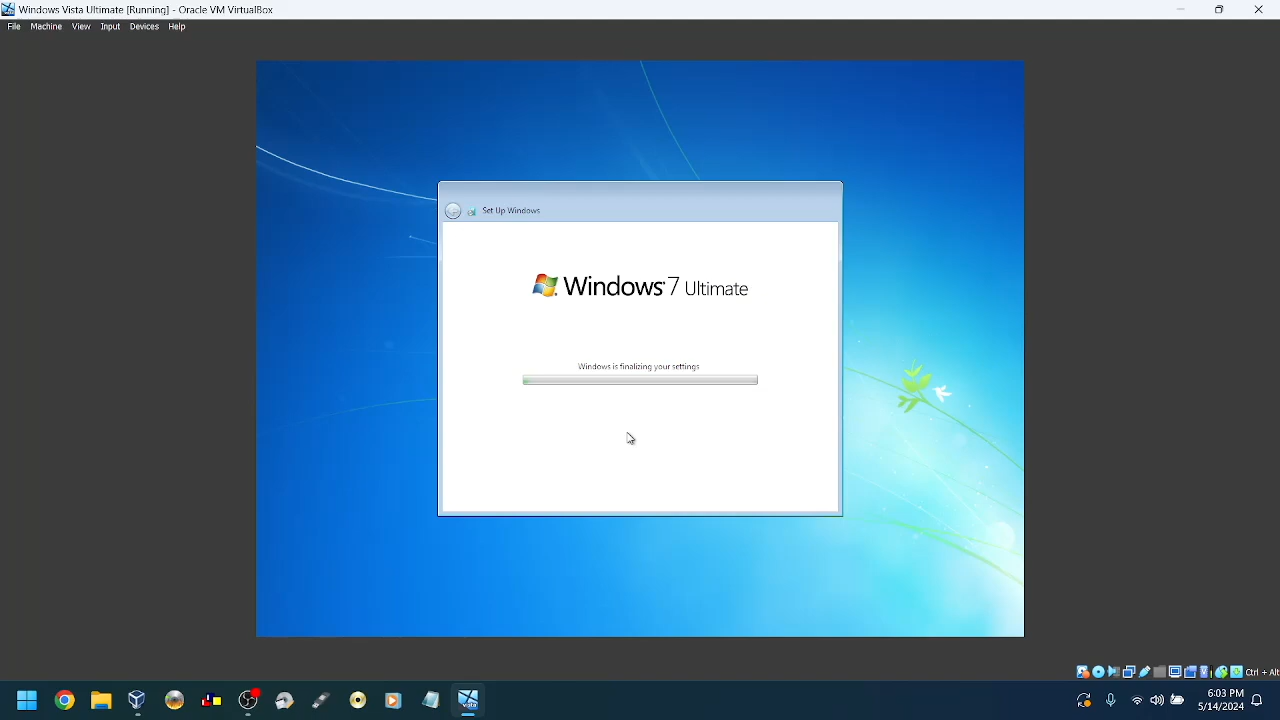 Windows Vista Ultimate [Running] - Oracle VM VirtualBox
File Machine View Input Devices Help
Set Up Windows
Windows 7 Ultimate
Windows is finalizing your settings
Ctrl + Alt
vista
6:03 PM
5/14/2024